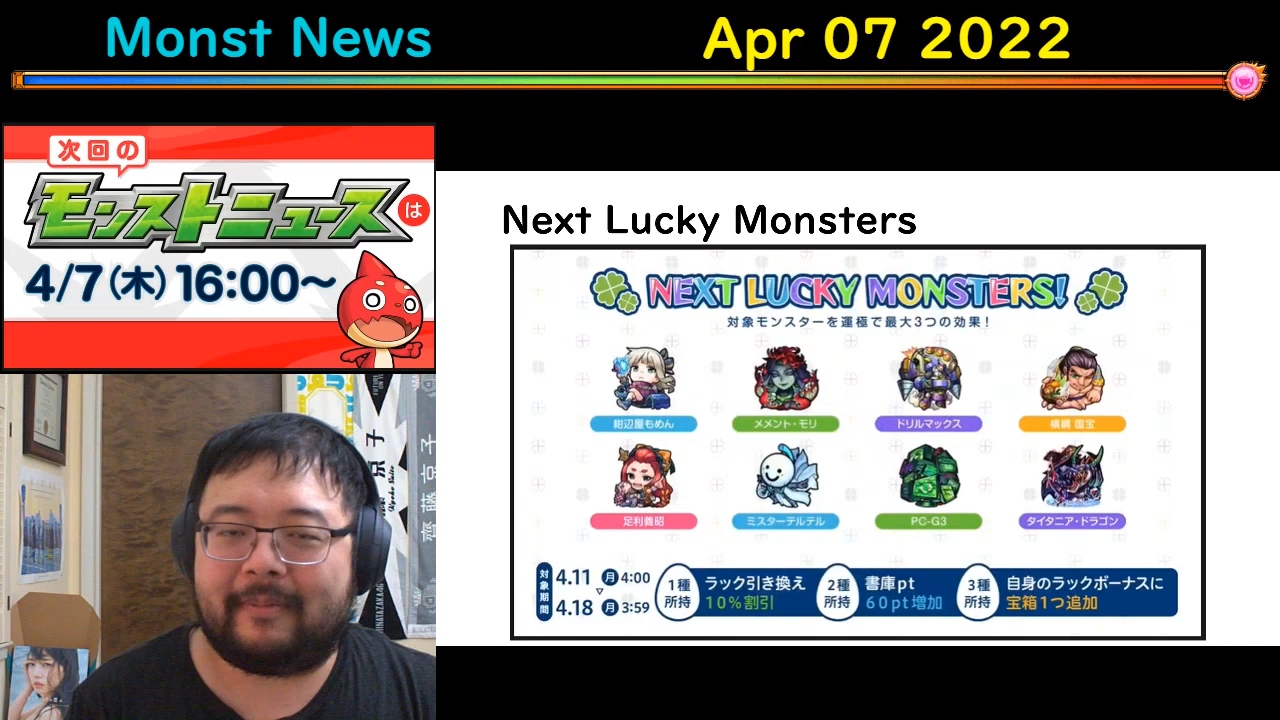 Monst News
Apr 07 2022
次回の
モンストニュースは
4/7(木)16:00～
Next Lucky Monsters
NEXT LUCKY MONSTERS!
対象モンスターを運極で最大3つの効果!
紺辺屋もめん
メメント・モリ
ドリルマックス
横綱 国宝
足利義昭
ミスターテルテル
PC-G3
タイタニア・ドラゴン
対象期間
4.11 月 4:00
4.18 月 3:59
1種所持
ラック引き換え
10%割引
2種所持
書庫pt
60pt増加
3種所持
自身のラックボーナスに
宝箱1つ追加
京子
齊藤京子